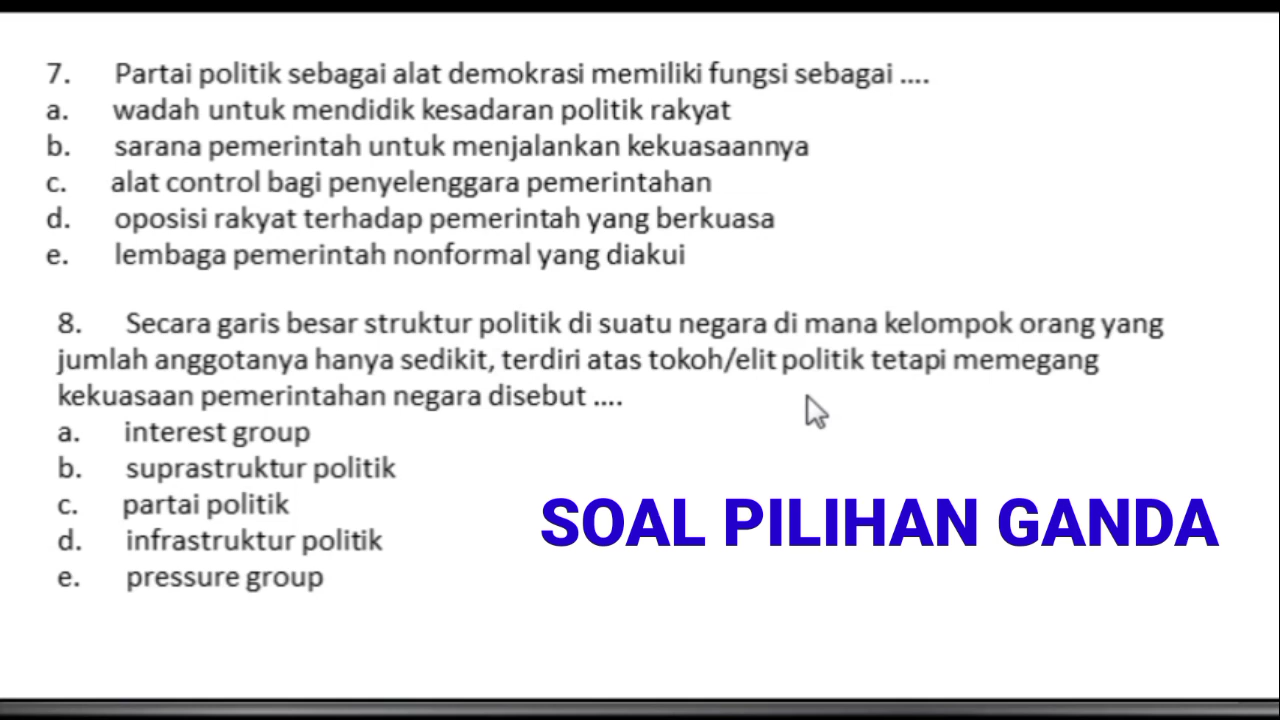 7. Partai politik sebagai alat demokrasi memiliki fungsi sebagai ....
a. wadah untuk mendidik kesadaran politik rakyat
b. sarana pemerintah untuk menjalankan kekuasaannya
c. alat control bagi penyelenggara pemerintahan
d. oposisi rakyat terhadap pemerintah yang berkuasa
e. lembaga pemerintah nonformal yang diakui
8. Secara garis besar struktur politik di suatu negara di mana kelompok orang yang
jumlah anggotanya hanya sedikit, terdiri atas tokoh/elit politik tetapi memegang
kekuasaan pemerintahan negara disebut ....
a. interest group
b. suprastruktur politik
c. partai politik
d. infrastruktur politik
e. pressure group
SOAL PILIHAN GANDA